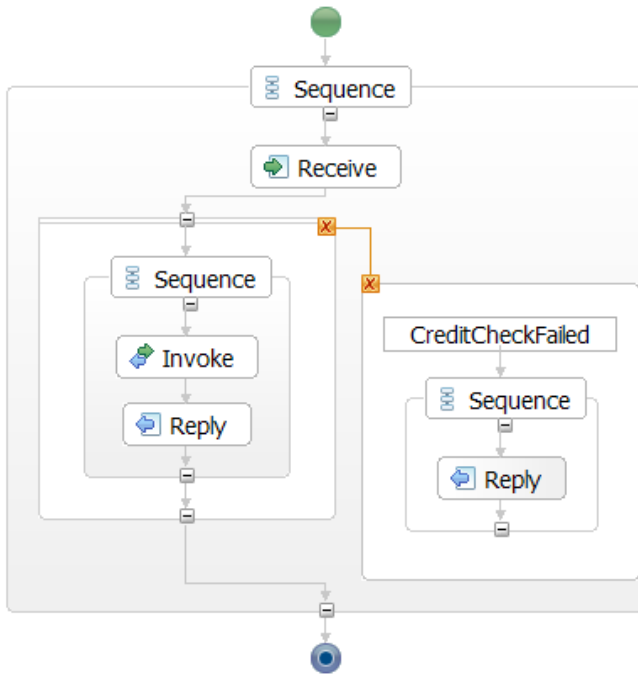 Sequence
Receive
Sequence
Invoke
Reply
CreditCheckFailed
Sequence
Reply